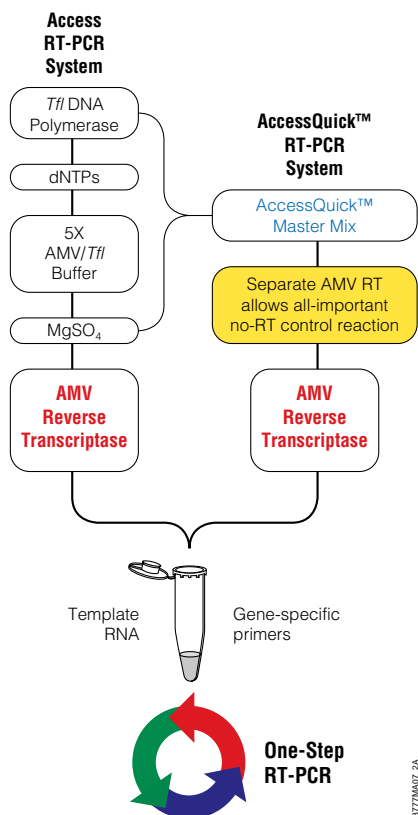 Access
RT-PCR
System
Tfl DNA
Polymerase
dNTPs
5X
AMV/Tfl
Buffer
MgSO₄
AMV
Reverse
Transcriptase
AccessQuick™
RT-PCR
System
AccessQuick™
Master Mix
Separate AMV RT
allows all-important
no-RT control reaction
AMV
Reverse
Transcriptase
Template
RNA
Gene-specific
primers
One-Step
RT-PCR